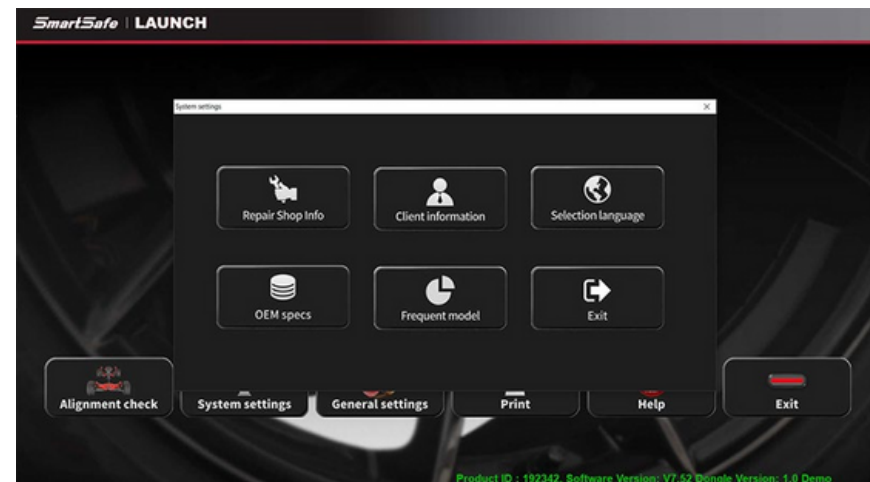 SmartSafe LAUNCH
System settings
Repair Shop Info
Client information
Selection language
OEM specs
Frequent model
Exit
Alignment check
System settings
General settings
Print
Help
Exit
Product ID : 192342, Software Version: V7.52 Dongle Version: 1.0 Demo